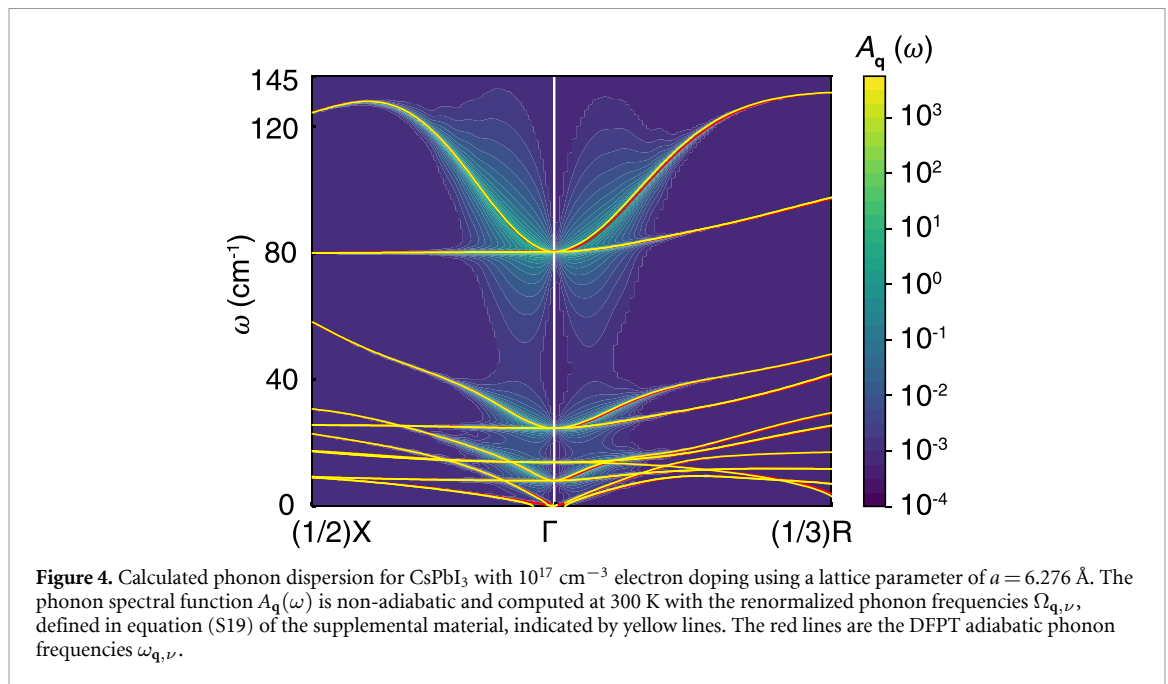 A_q (ω)
145
120
80
40
0
ω (cm⁻¹)
(1/2)X
Γ
(1/3)R
10³
10²
10¹
10⁰
10⁻¹
10⁻²
10⁻³
10⁻⁴
Figure 4. Calculated phonon dispersion for CsPbI₃ with 10¹⁷ cm⁻³ electron doping using a lattice parameter of a = 6.276 Å. The
phonon spectral function A_q(ω) is non-adiabatic and computed at 300 K with the renormalized phonon frequencies Ω_q,ν,
defined in equation (S19) of the supplemental material, indicated by yellow lines. The red lines are the DFPT adiabatic phonon
frequencies ω_q,ν.